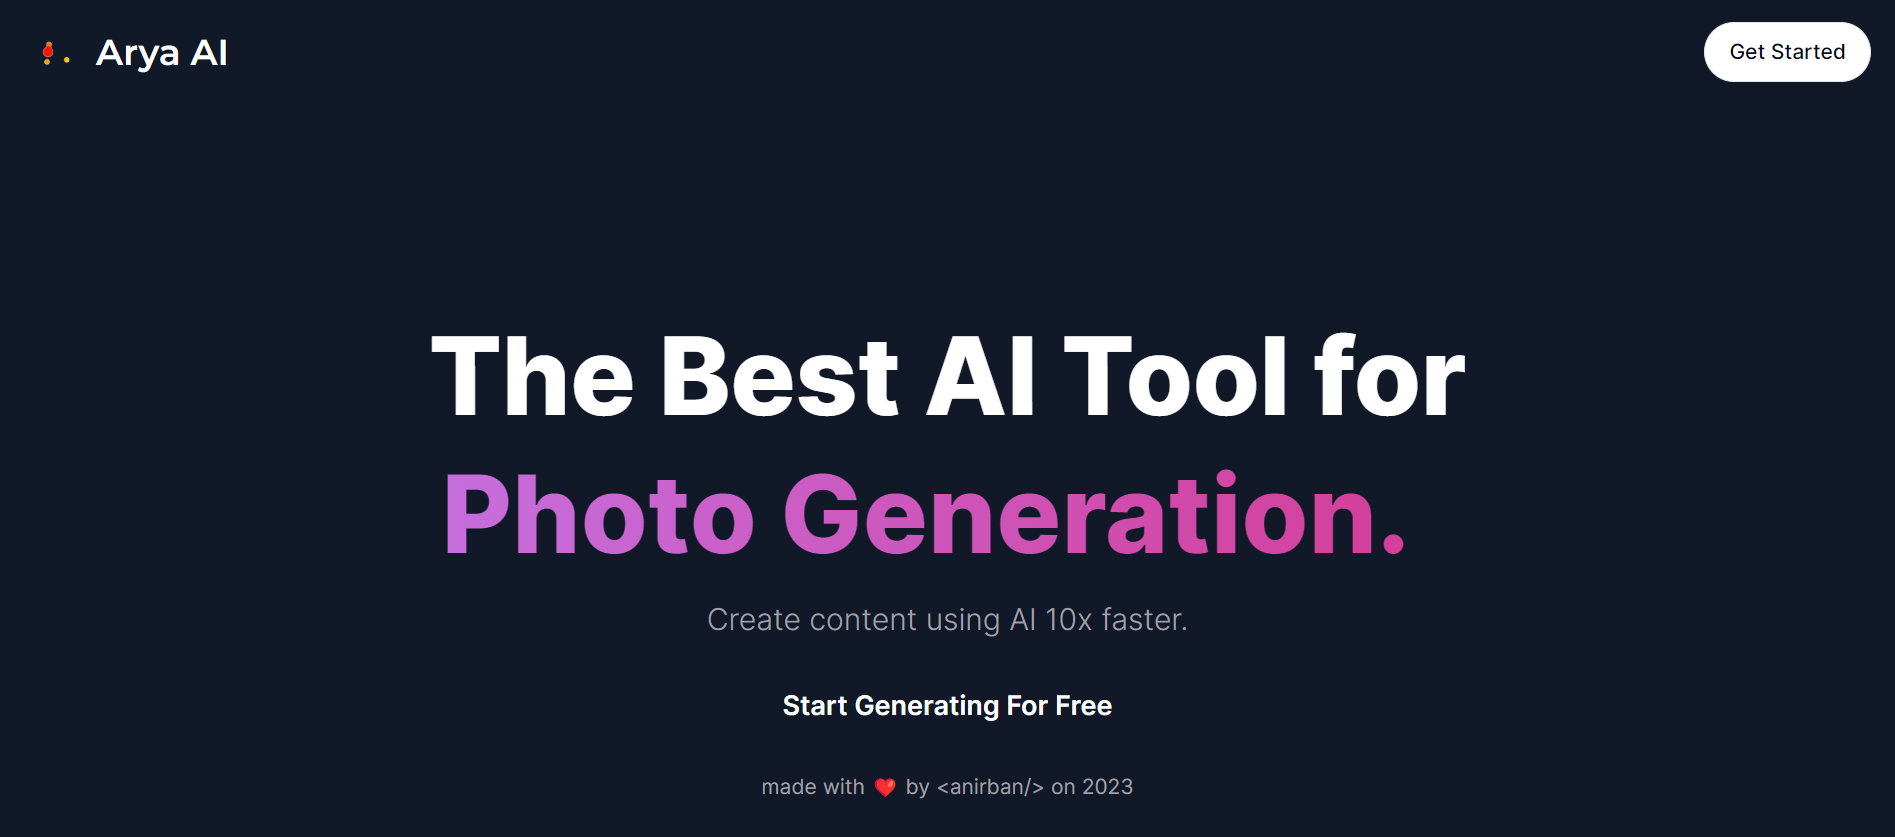 Arya AI
Get Started
The Best AI Tool for
Photo Generation.
Create content using AI 10x faster.
Start Generating For Free
made with ❤️ by <anirban/> on 2023